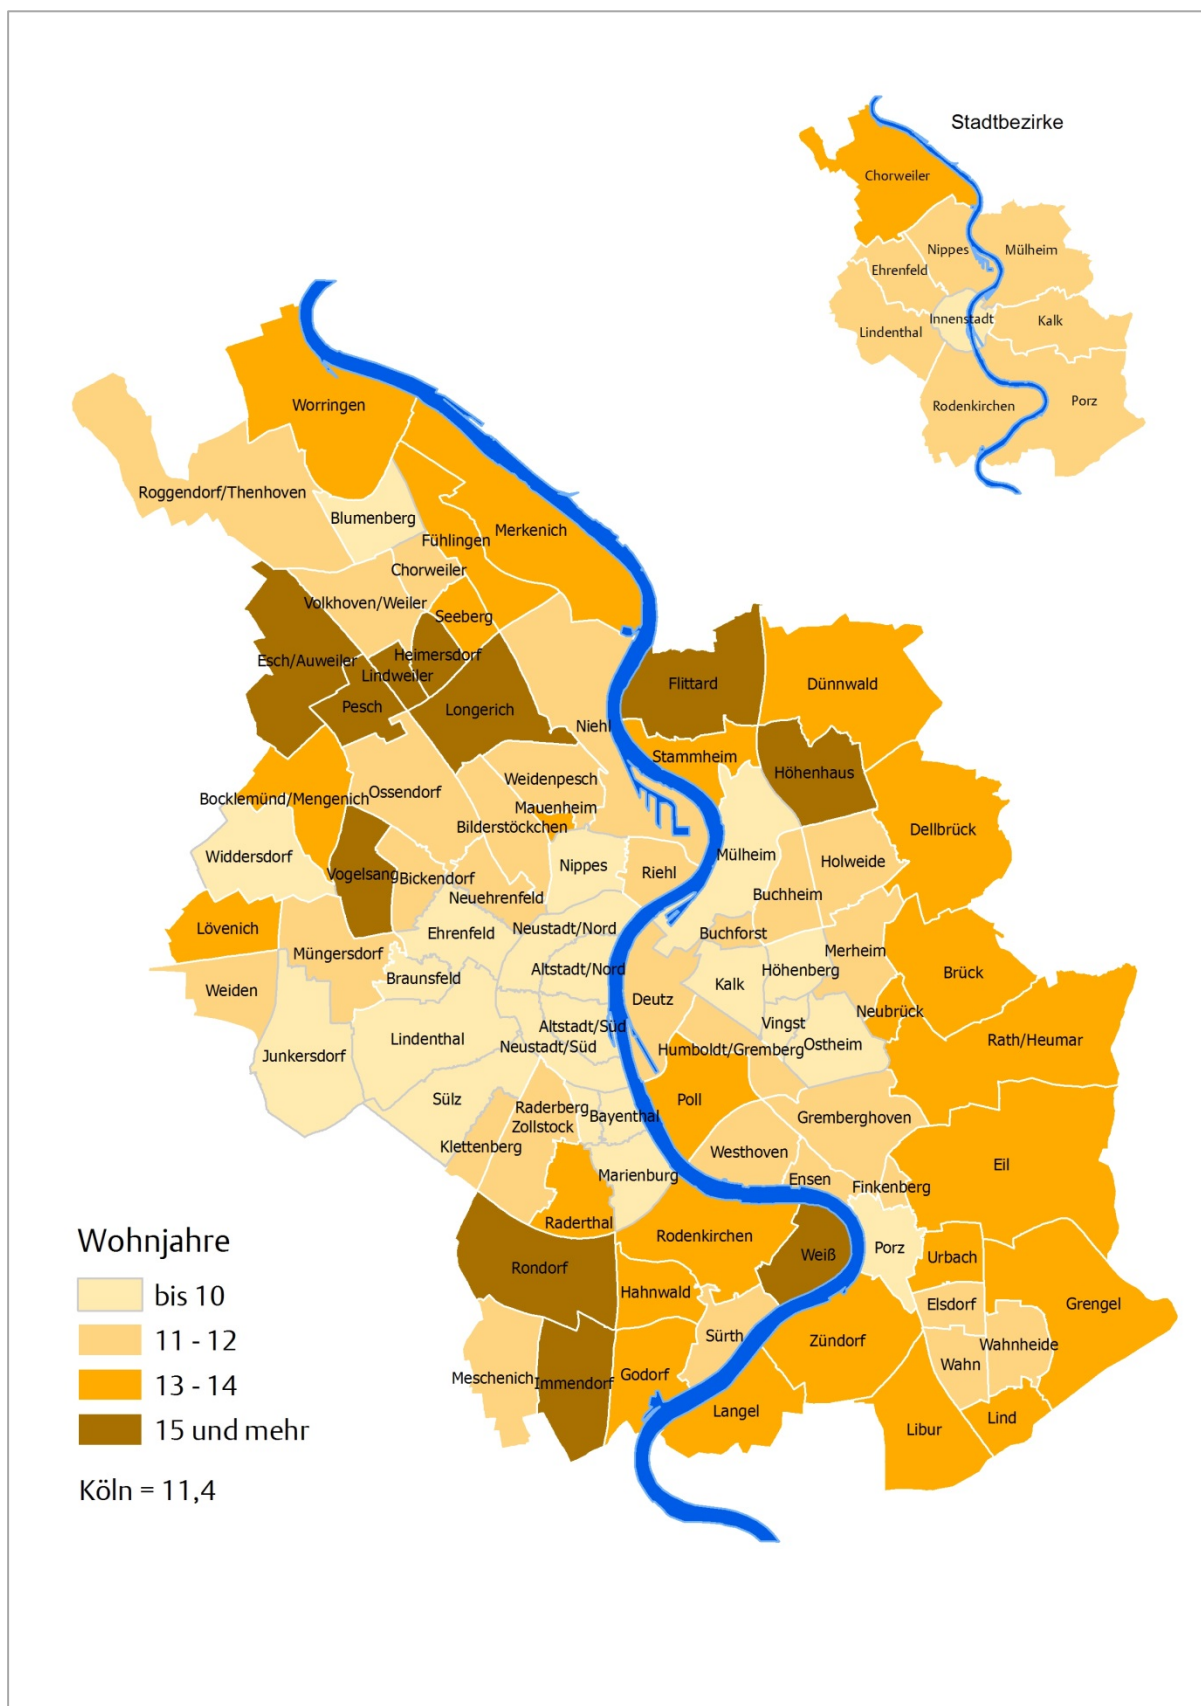 Stadtbezirke
Chorweiler
Nippes
Mülheim
Ehrenfeld
Innenstadt
Kalk
Lindenthal
Rodenkirchen
Porz
Worringen
Roggendorf/Thenhoven
Blumenberg
Merkenich
Fühlingen
Chorweiler
Volkhoven/Weiler
Seeberg
Heimersdorf
Esch/Auweiler
Lindweiler
Pesch
Longerich
Flittard
Dünnwald
Niehl
Stammheim
Höhenhaus
Weidenpesch
Ossendorf
Bocklemünd/Mengenich
Mauenheim
Bilderstöckchen
Dellbrück
Widdersdorf
Mülheim
Holweide
Nippes
Riehl
Vogelsang
Bickendorf
Buchheim
Neuehrenfeld
Lövenich
Neustadt/Nord
Ehrenfeld
Buchforst
Müngersdorf
Merheim
Altstadt/Nord
Höhenberg
Brück
Braunsfeld
Kalk
Weiden
Deutz
Neubrück
Vingst
Altstadt/Süd
Lindenthal
Rath/Heumar
Neustadt/Süd
Ostheim
Humboldt/Gremberg
Junkersdorf
Sülz
Poll
Raderberg
Bayenthal
Gremberghoven
Zollstock
Klettenberg
Westhoven
Eil
Marienburg
Ensen
Finkenberg
Raderthal
Rodenkirchen
Porz
Weiß
Urbach
Rondorf
Hahnwald
Elsdorf
Grengel
Sürth
Zündorf
Wahnheide
Wahn
Godorf
Meschenich
Immendorf
Langel
Lind
Libur
Wohnjahre
bis 10
11 - 12
13 - 14
15 und mehr
Köln = 11,4